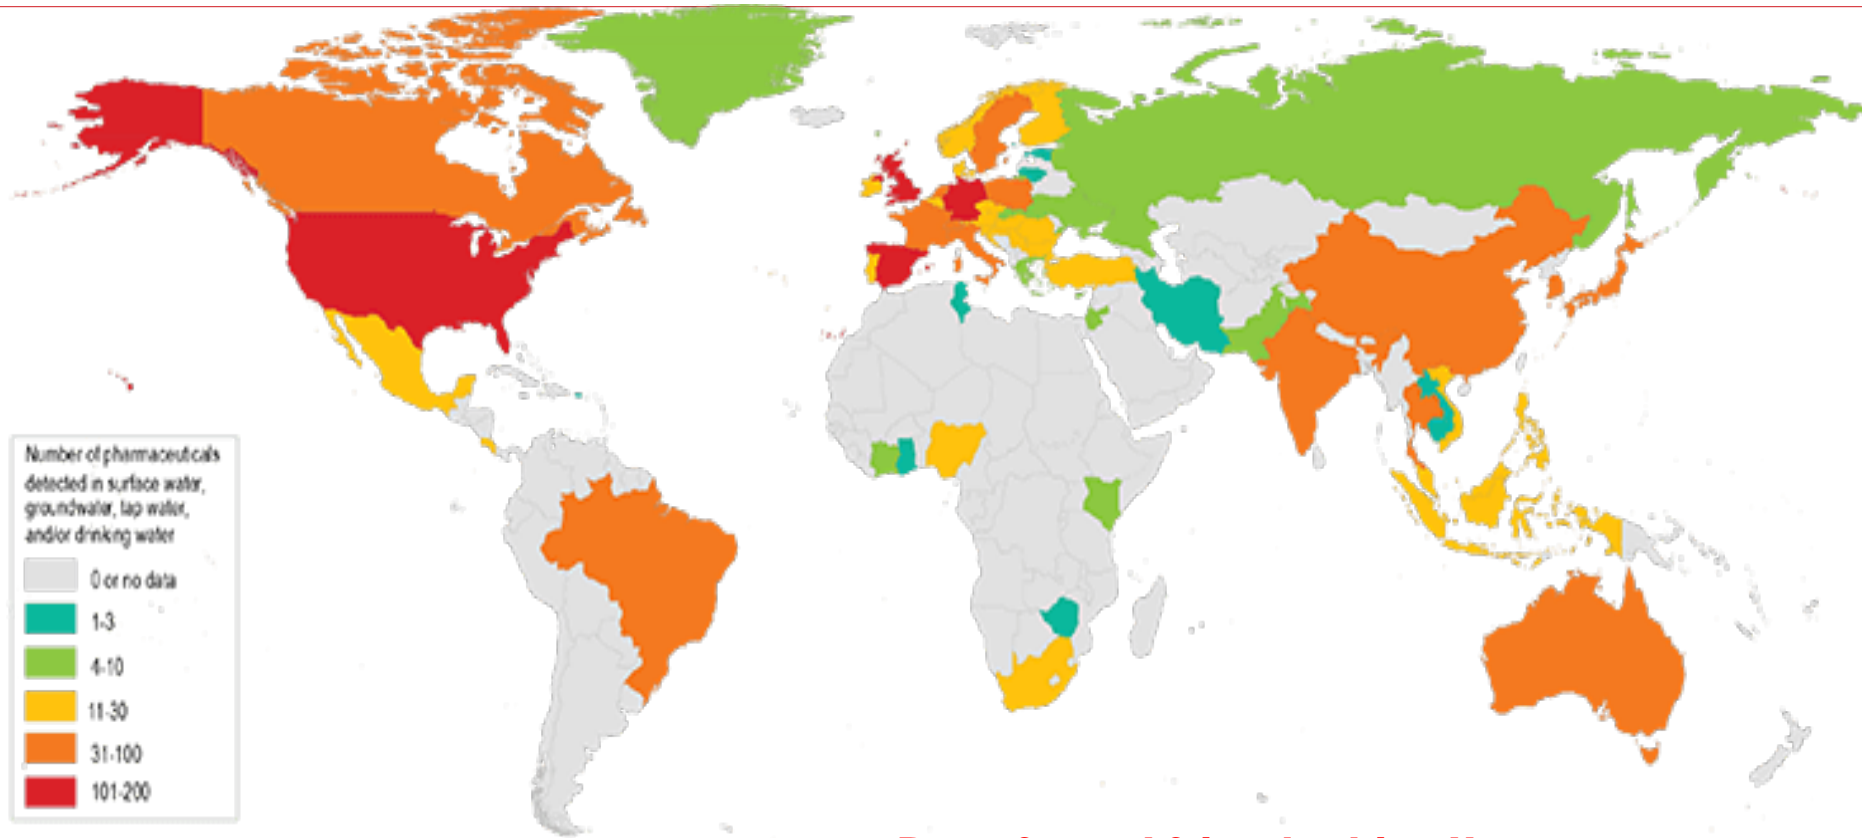 Number of pharmaceuticals
detected in surface water,
groundwater, tap water,
and/or drinking water
0 or no data
1-3
4-10
11-30
31-100
101-200